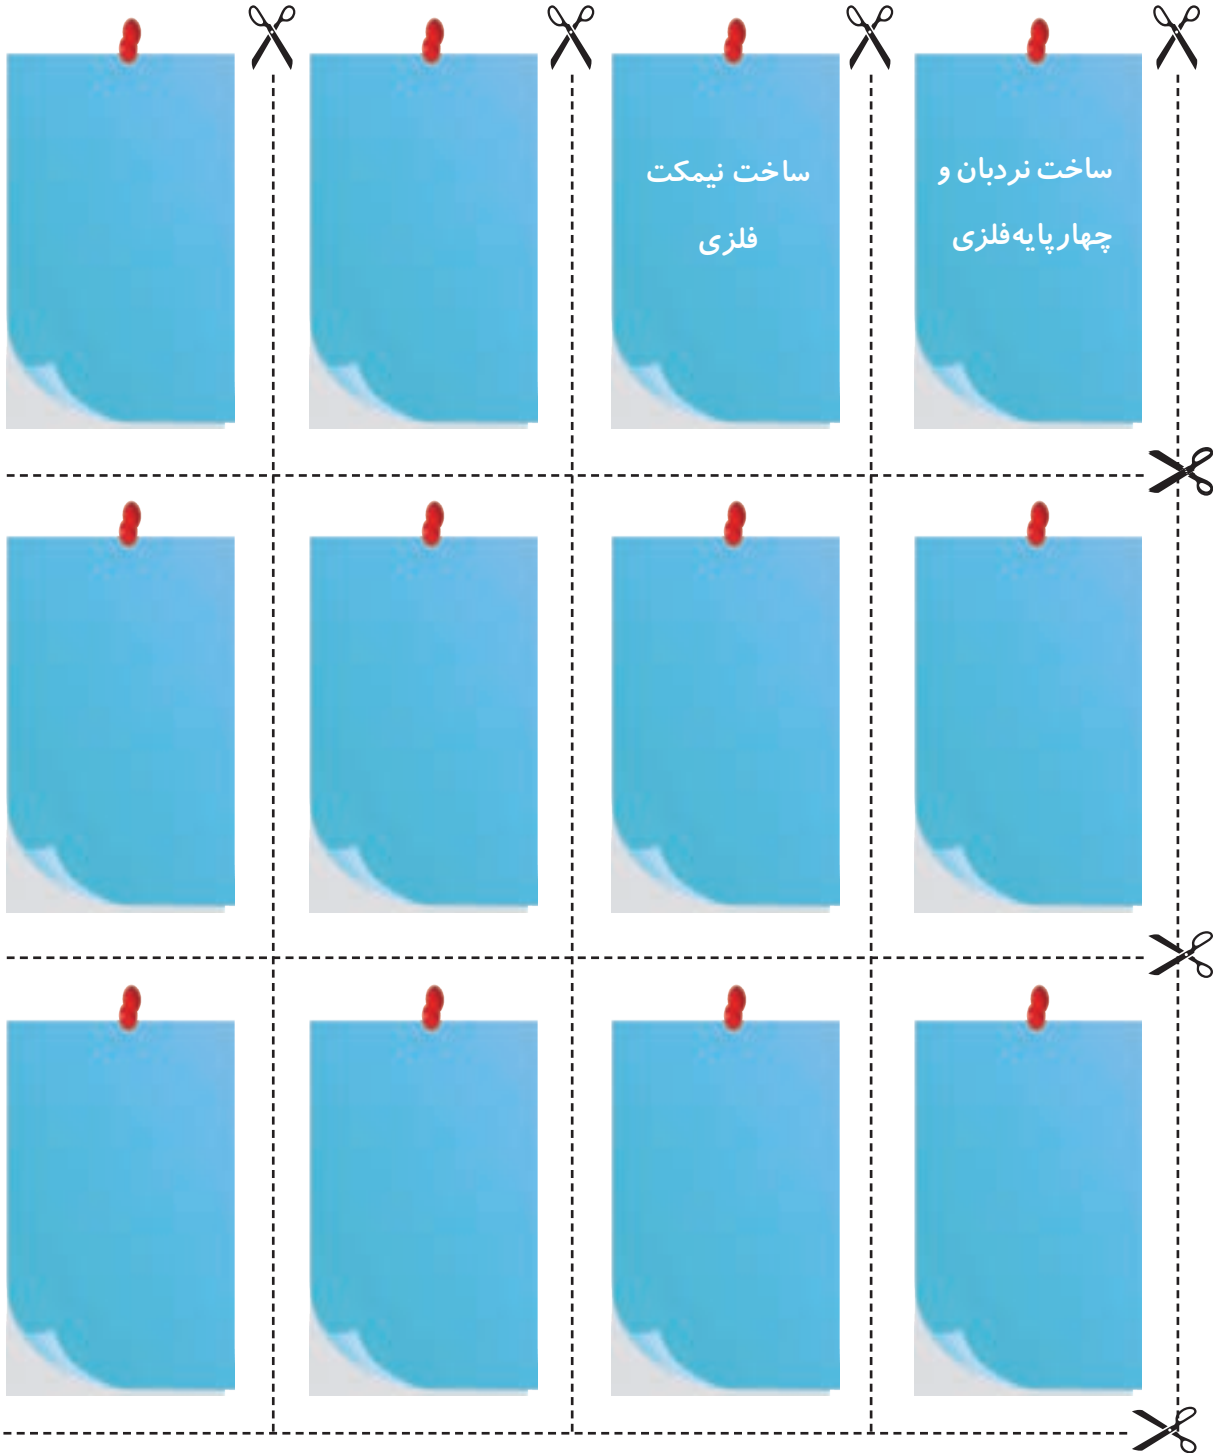 ساخت نردبان و
چهارپایه فلزی
ساخت نیمکت
فلزی